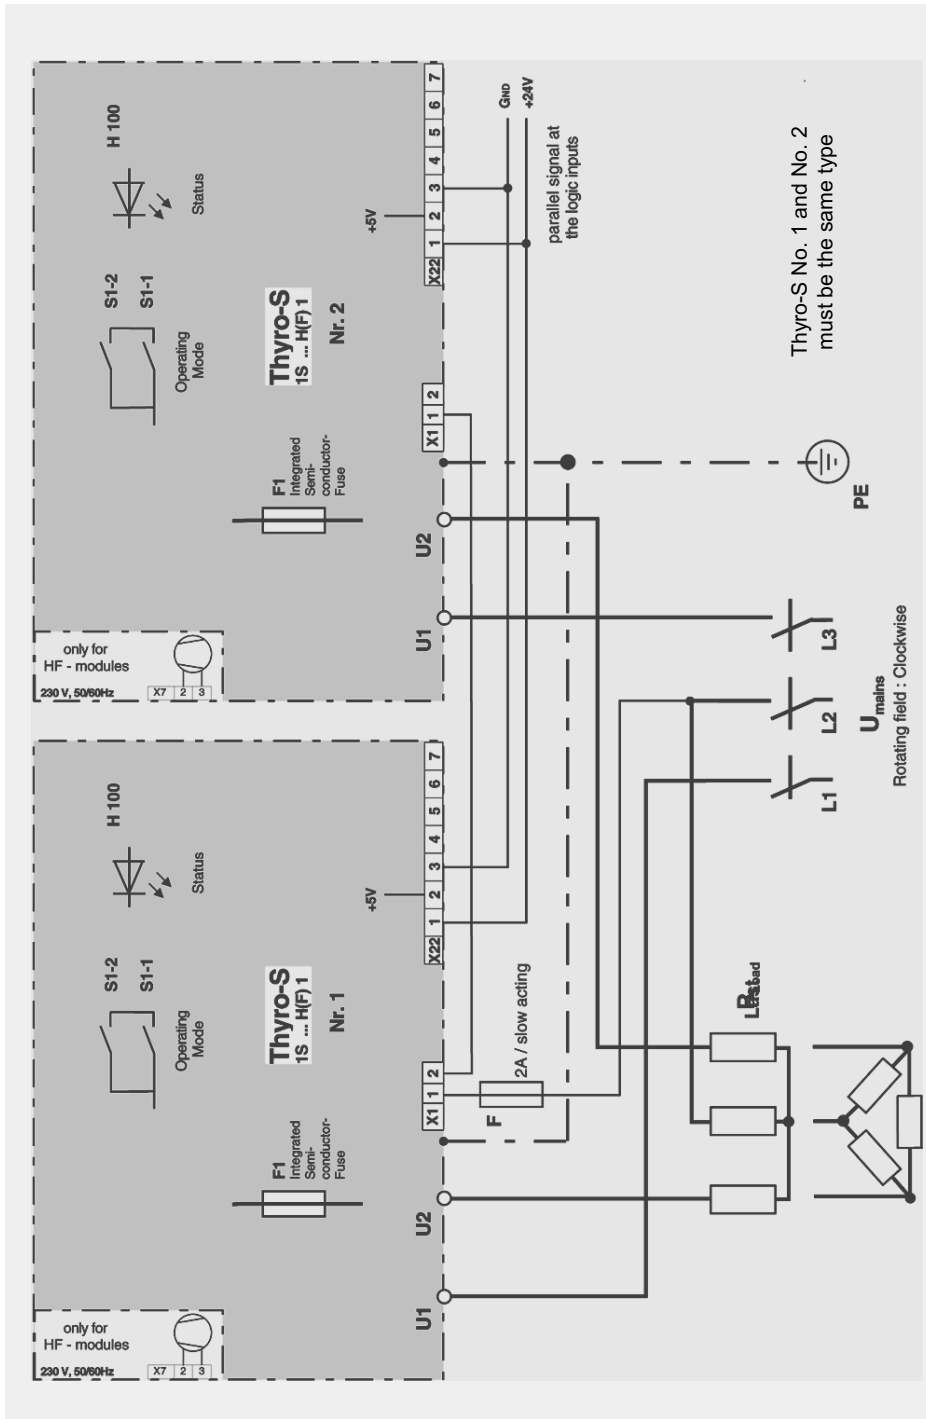 only for
HF - modules
230 V, 50/60Hz
X7 2 3
S1-2
S1-1
Operating
Mode
H 100
Status
F1
Integrated
Semi-
conductor-
Fuse
Thyro-S
1S ... H(F) 1
Nr. 1
+5V
U1
U2
X1 1 2
X22 1 2 3 4 5 6 7
only for
HF - modules
230 V, 50/60Hz
X7 2 3
S1-2
S1-1
Operating
Mode
H 100
Status
F1
Integrated
Semi-
conductor-
Fuse
Thyro-S
1S ... H(F) 1
Nr. 2
+5V
U1
U2
X1 1 2
X22 1 2 3 4 5 6 7
F
2A / slow acting
GND
+24V
parallel signal at
the logic inputs
Load
L1
L2
L3
PE
Umains
Rotating field : Clockwise
Thyro-S No. 1 and No. 2
must be the same type